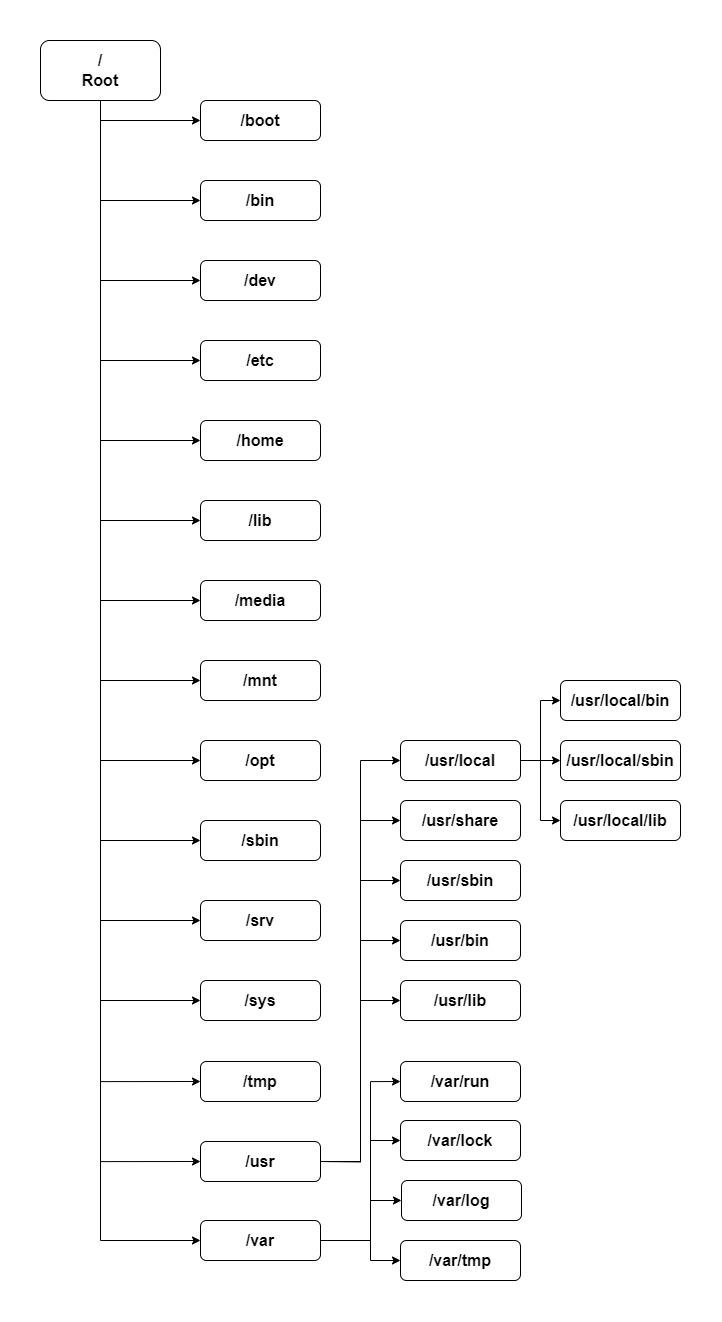 /
Root
/boot
/bin
/dev
/etc
/home
/lib
/media
/mnt
/opt
/sbin
/srv
/sys
/tmp
/usr
/var
/usr/local
/usr/share
/usr/sbin
/usr/bin
/usr/lib
/var/run
/var/lock
/var/log
/var/tmp
/usr/local/bin
/usr/local/sbin
/usr/local/lib